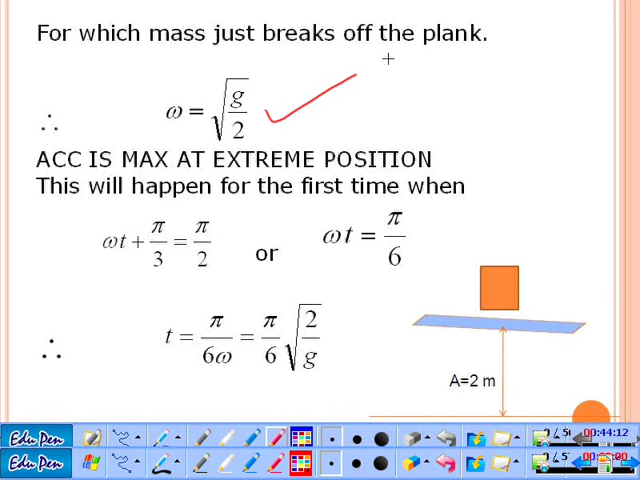 For which mass just breaks off the plank.
+
∴ ω = √(g/2)
ACC IS MAX AT EXTREME POSITION
This will happen for the first time when
ωt + π/3 = π/2 or ωt = π/6
∴ t = π/6ω = π/6 √(2/g)
A=2 m
Edu Pen 00:44:12
Edu Pen